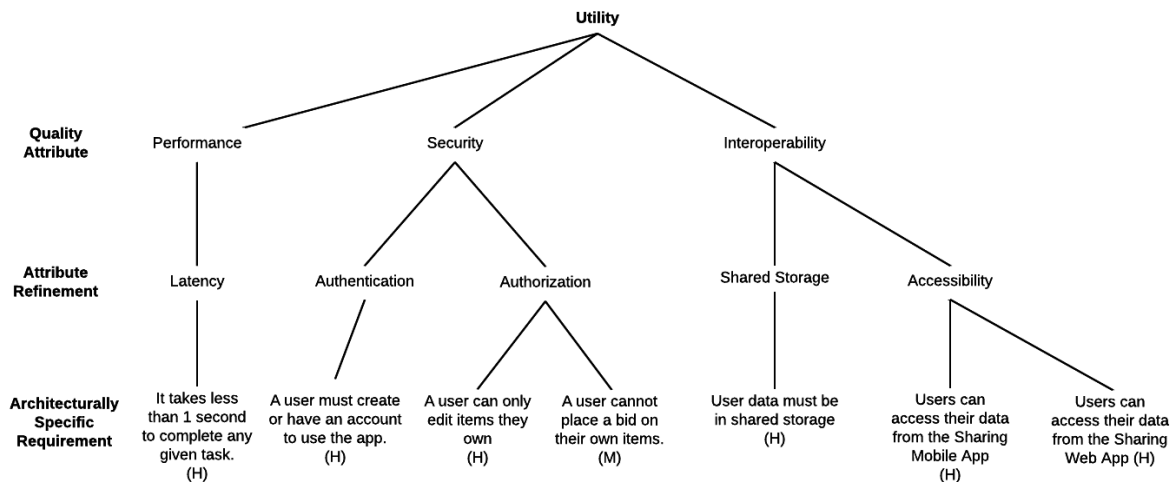 Utility
Quality
Attribute
Performance
Security
Interoperability
Attribute
Refinement
Latency
Authentication
Authorization
Shared Storage
Accessibility
Architecturally
Specific
Requirement
It takes less
than 1 second
to complete any
given task.
(H)
A user must create
or have an account
to use the app.
(H)
A user can only
edit items they
own
(H)
A user cannot
place a bid on
their own items.
(M)
User data must be
in shared storage
(H)
Users can
access their data
from the Sharing
Mobile App
(H)
Users can
access their data
from the Sharing
Web App (H)